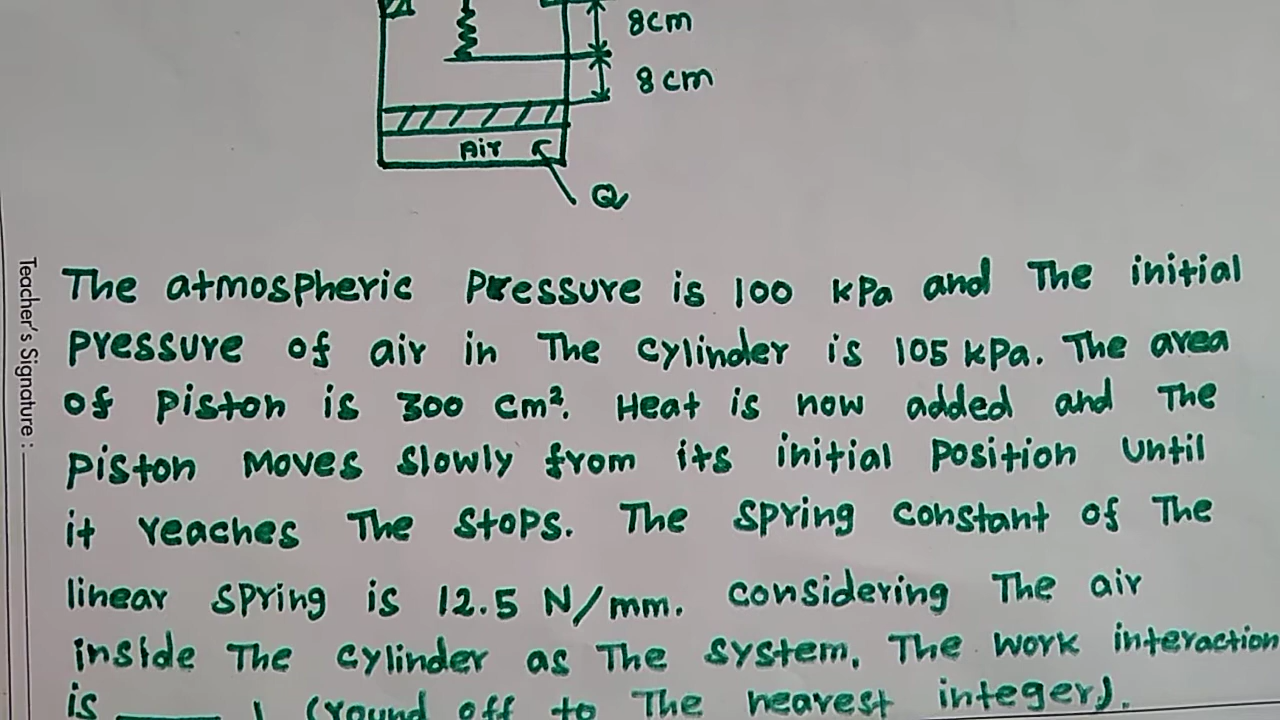 8cm
8cm
Air
Q
Teacher's Signature :
The atmospheric Pressure is 100 kPa and The initial
pressure of air in The cylinder is 105 kPa. The area
of piston is 300 cm². Heat is now added and The
piston moves slowly from its initial position until
it reaches The stops. The spring constant of The
linear spring is 12.5 N/mm. considering The air
inside The cylinder as The system. The work interaction
is ____ J (round off to The nearest integer).